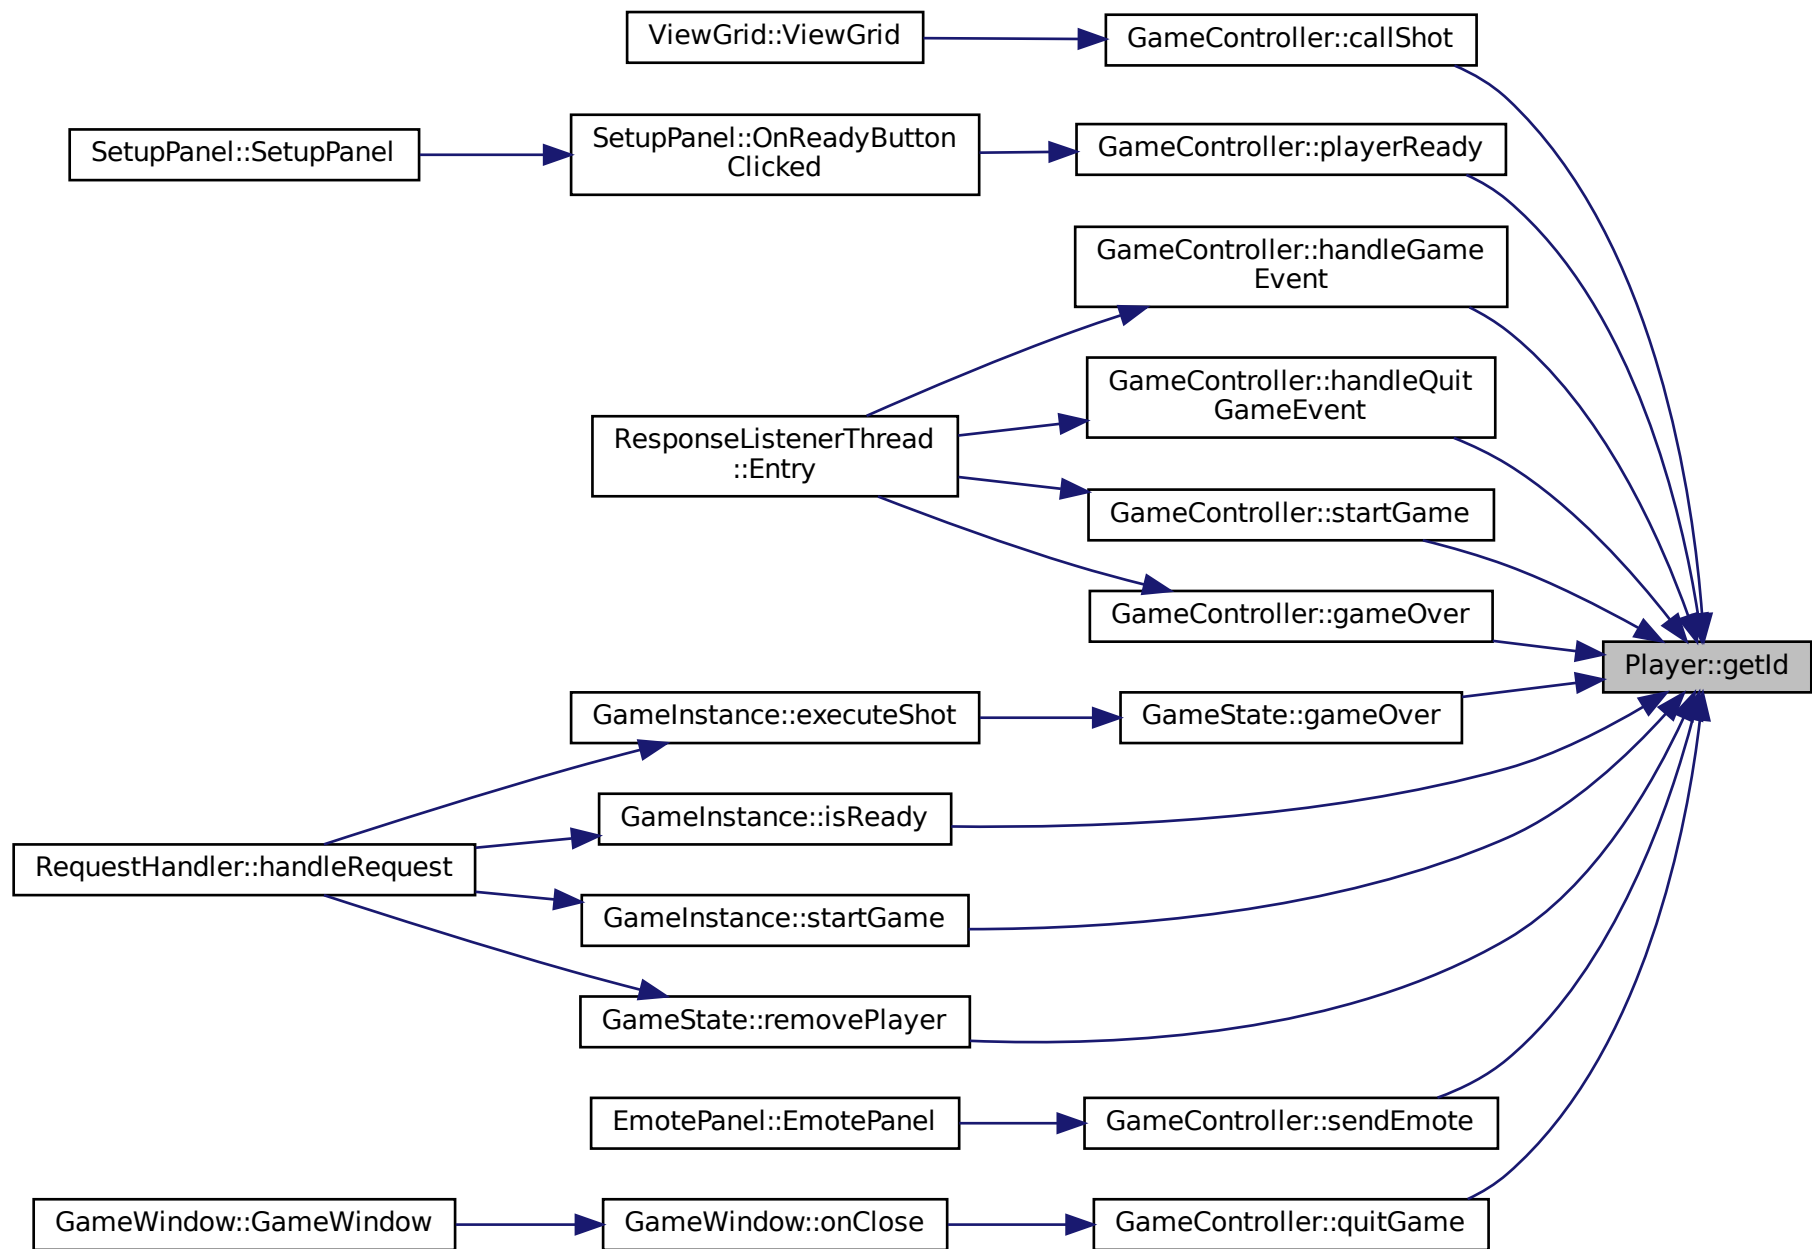 ViewGrid::ViewGrid
GameController::callShot
SetupPanel::SetupPanel
SetupPanel::OnReadyButton
Clicked
GameController::playerReady
GameController::handleGame
Event
GameController::handleQuit
GameEvent
ResponseListenerThread
::Entry
GameController::startGame
GameController::gameOver
Player::getId
GameInstance::executeShot
GameState::gameOver
GameInstance::isReady
RequestHandler::handleRequest
GameInstance::startGame
GameState::removePlayer
EmotePanel::EmotePanel
GameController::sendEmote
GameWindow::GameWindow
GameWindow::onClose
GameController::quitGame